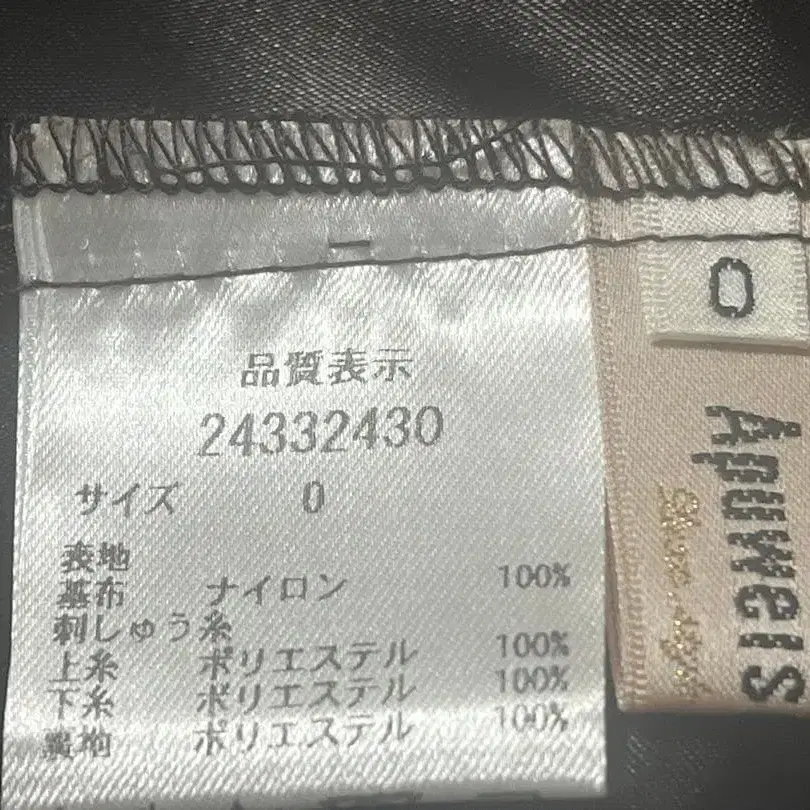 品質表示
24332430
サイズ 0
表地
基布 ナイロン 100%
刺しゅう糸
上糸 ポリエステル 100%
下糸 ポリエステル 100%
裏地 ポリエステル 100%
0